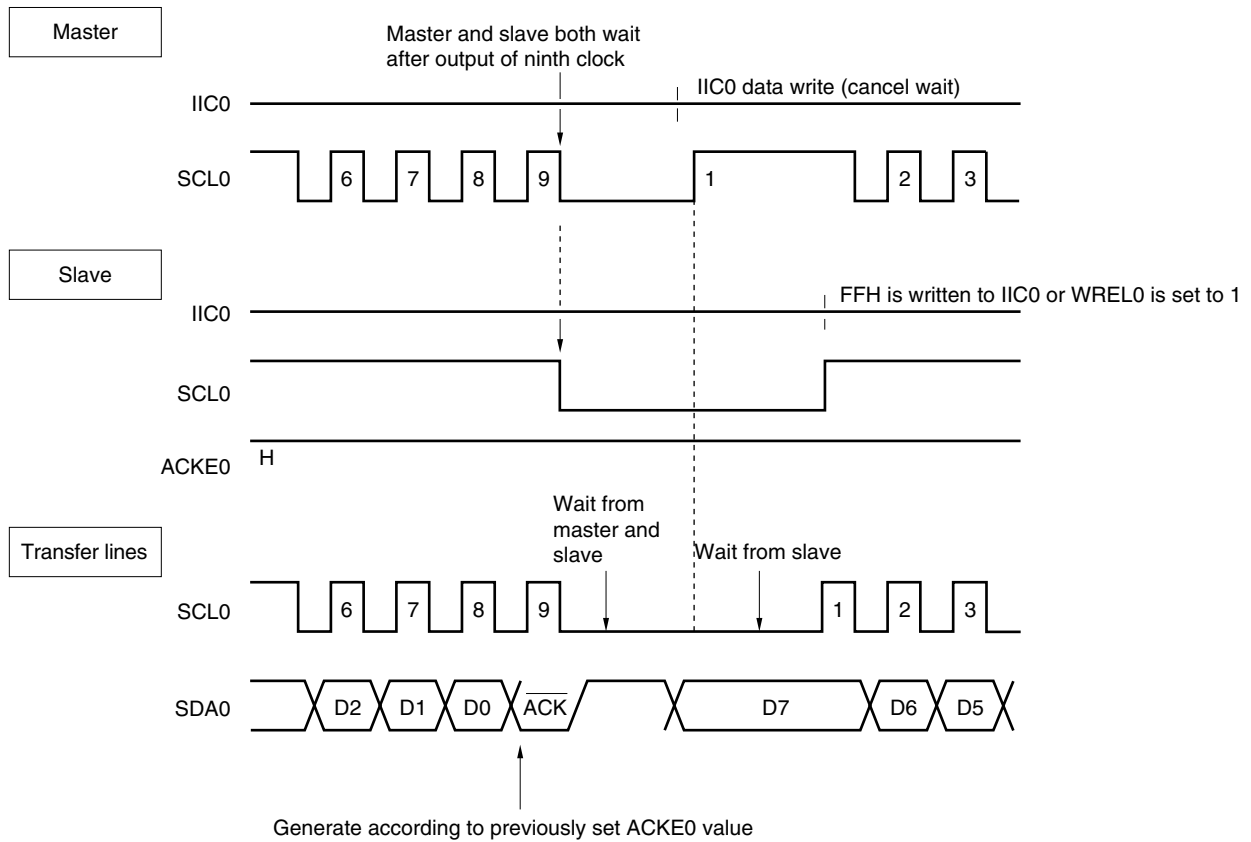 Master
Master and slave both wait
after output of ninth clock
IIC0 data write (cancel wait)
IIC0
SCL0
6 7 8 9 1 2 3
Slave
FFH is written to IIC0 or WREL0 is set to 1
IIC0
SCL0
ACKE0
H
Transfer lines
Wait from
master and
slave
Wait from slave
SCL0
6 7 8 9 1 2 3
SDA0
D2 D1 D0 ACK D7 D6 D5
Generate according to previously set ACKE0 value